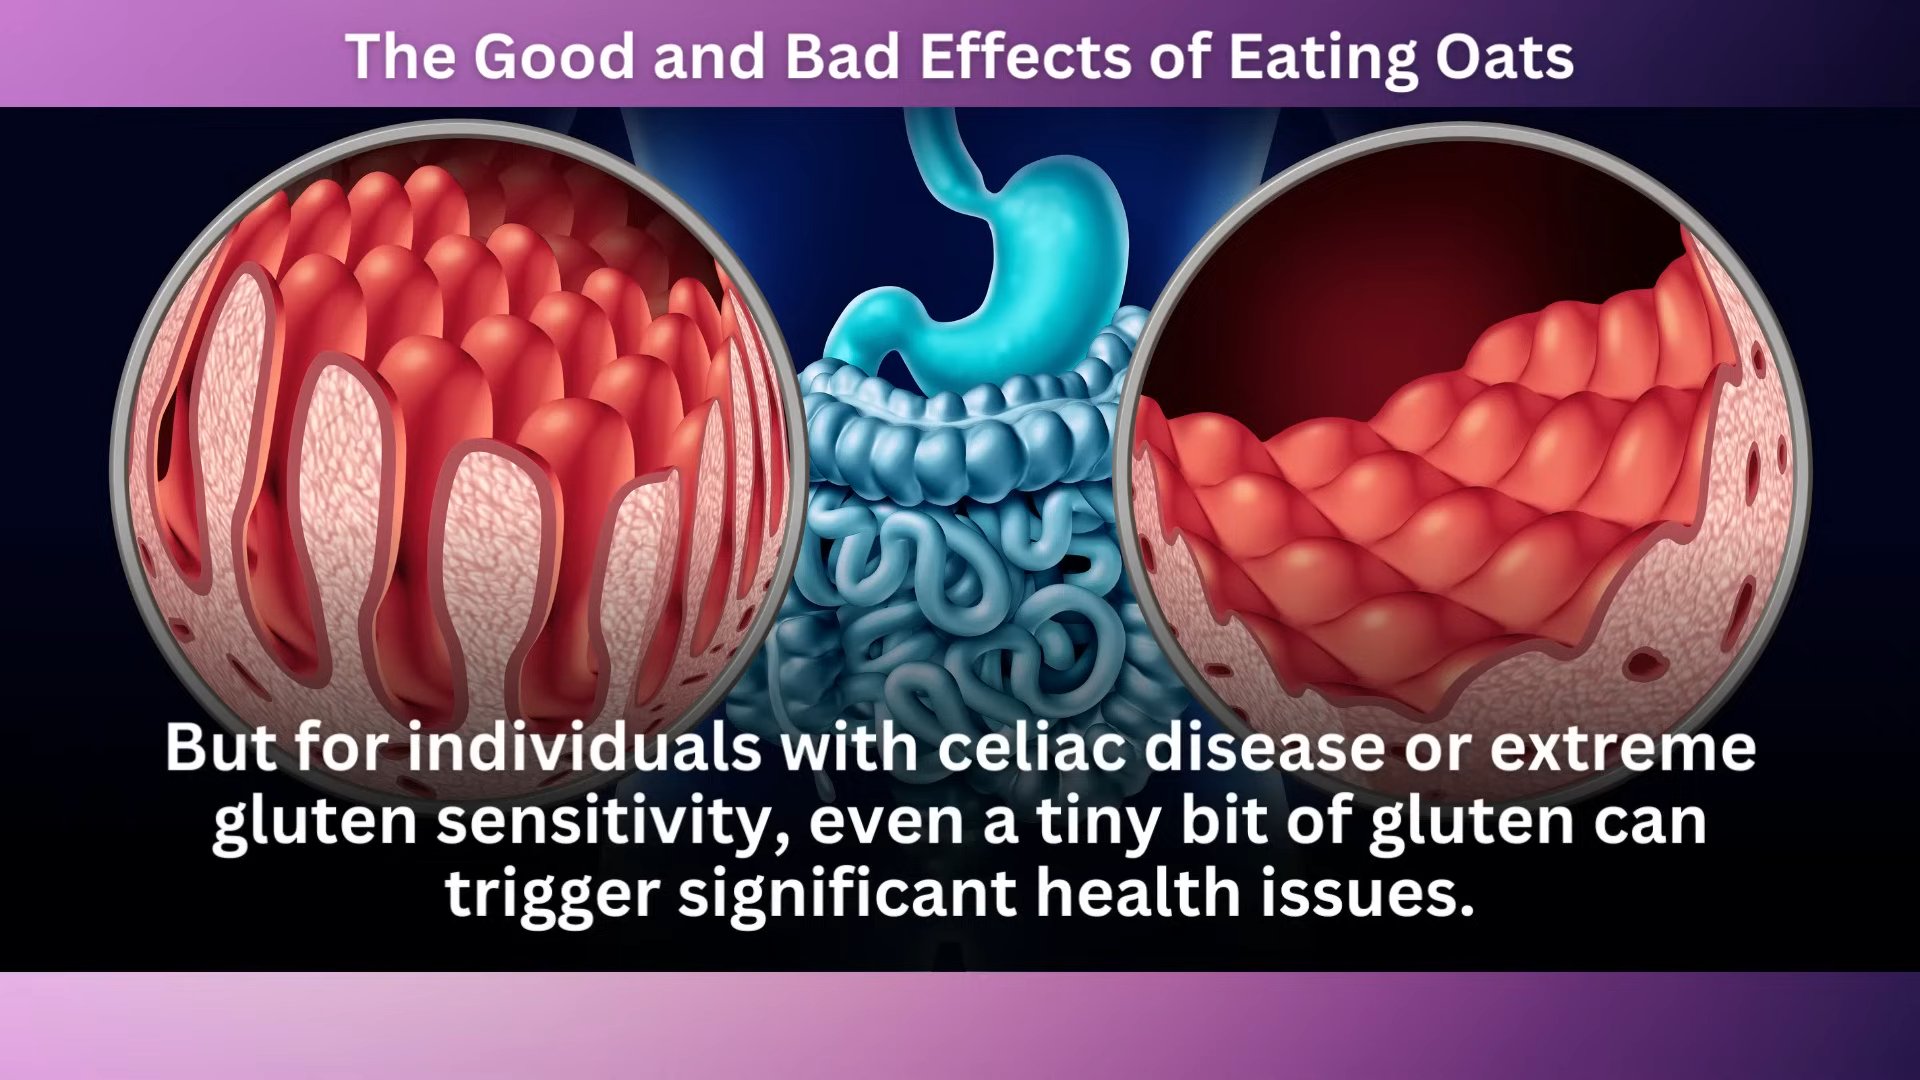 The Good and Bad Effects of Eating Oats
But for individuals with celiac disease or extreme
gluten sensitivity, even a tiny bit of gluten can
trigger significant health issues.